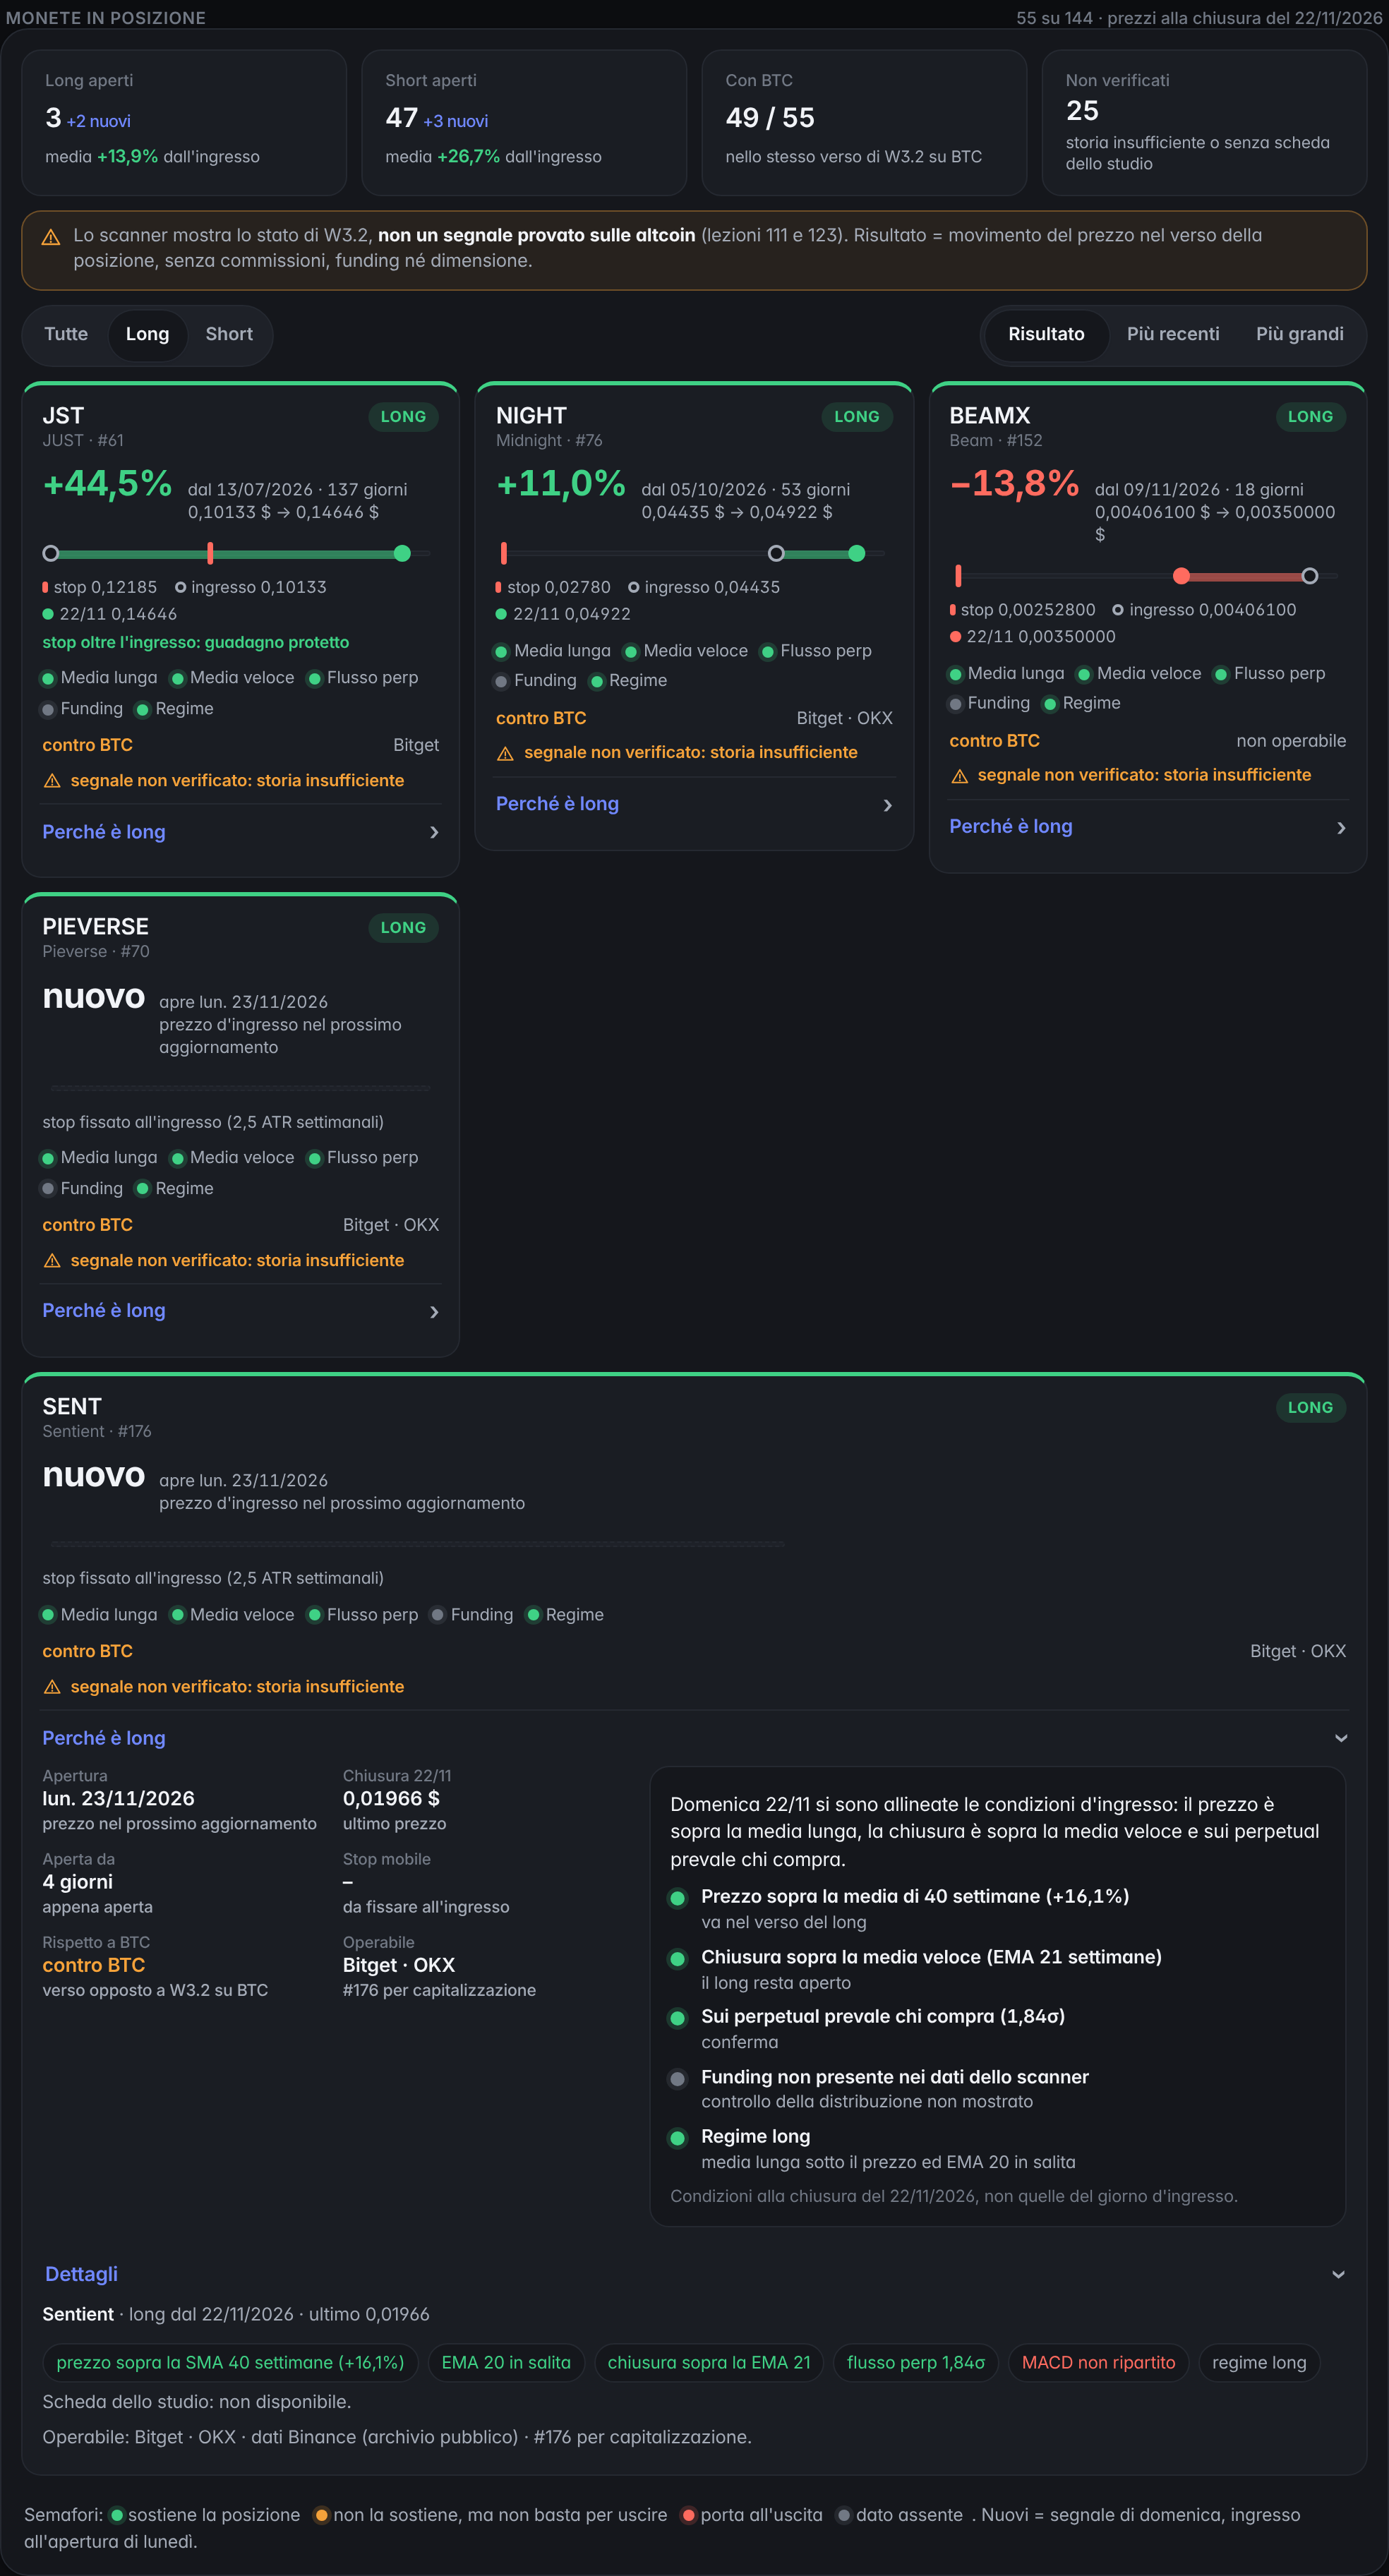 MONETE IN POSIZIONE
55 su 144 · prezzi alla chiusura del 22/11/2026
Long aperti
3 +2 nuovi
media +13,9% dall'ingresso
Short aperti
47 +3 nuovi
media +26,7% dall'ingresso
Con BTC
49 / 55
nello stesso verso di W3.2 su BTC
Non verificati
25
storia insufficiente o senza scheda
dello studio
Lo scanner mostra lo stato di W3.2, non un segnale provato sulle altcoin (lezioni 111 e 123). Risultato = movimento del prezzo nel verso della
posizione, senza commissioni, funding né dimensione.
Tutte Long Short
Risultato Più recenti Più grandi
JST
LONG
JUST · #61
+44,5%
dal 13/07/2026 · 137 giorni
0,10133 $ → 0,14646 $
stop 0,12185 ingresso 0,10133
22/11 0,14646
stop oltre l'ingresso: guadagno protetto
Media lunga Media veloce Flusso perp
Funding Regime
contro BTC
Bitget
segnale non verificato: storia insufficiente
Perché è long
NIGHT
LONG
Midnight · #76
+11,0%
dal 05/10/2026 · 53 giorni
0,04435 $ → 0,04922 $
stop 0,02780 ingresso 0,04435
22/11 0,04922
Media lunga Media veloce Flusso perp
Funding Regime
contro BTC
Bitget · OKX
segnale non verificato: storia insufficiente
Perché è long
BEAMX
LONG
Beam · #152
−13,8%
dal 09/11/2026 · 18 giorni
0,00406100 $ → 0,00350000
$
stop 0,00252800 ingresso 0,00406100
22/11 0,00350000
Media lunga Media veloce Flusso perp
Funding Regime
contro BTC
non operabile
segnale non verificato: storia insufficiente
Perché è long
PIEVERSE
LONG
Pieverse · #70
nuovo
apre lun. 23/11/2026
prezzo d'ingresso nel prossimo
aggiornamento
stop fissato all'ingresso (2,5 ATR settimanali)
Media lunga Media veloce Flusso perp
Funding Regime
contro BTC
Bitget · OKX
segnale non verificato: storia insufficiente
Perché è long
SENT
LONG
Sentient · #176
nuovo
apre lun. 23/11/2026
prezzo d'ingresso nel prossimo aggiornamento
stop fissato all'ingresso (2,5 ATR settimanali)
Media lunga Media veloce Flusso perp Funding Regime
contro BTC
Bitget · OKX
segnale non verificato: storia insufficiente
Perché è long
Apertura
lun. 23/11/2026
prezzo nel prossimo aggiornamento
Chiusura 22/11
0,01966 $
ultimo prezzo
Aperta da
4 giorni
appena aperta
Stop mobile
–
da fissare all'ingresso
Rispetto a BTC
contro BTC
verso opposto a W3.2 su BTC
Operabile
Bitget · OKX
#176 per capitalizzazione
Domenica 22/11 si sono allineate le condizioni d'ingresso: il prezzo è
sopra la media lunga, la chiusura è sopra la media veloce e sui perpetual
prevale chi compra.
Prezzo sopra la media di 40 settimane (+16,1%)
va nel verso del long
Chiusura sopra la media veloce (EMA 21 settimane)
il long resta aperto
Sui perpetual prevale chi compra (1,84σ)
conferma
Funding non presente nei dati dello scanner
controllo della distribuzione non mostrato
Regime long
media lunga sotto il prezzo ed EMA 20 in salita
Condizioni alla chiusura del 22/11/2026, non quelle del giorno d'ingresso.
Dettagli
Sentient · long dal 22/11/2026 · ultimo 0,01966
prezzo sopra la SMA 40 settimane (+16,1%) EMA 20 in salita chiusura sopra la EMA 21 flusso perp 1,84σ MACD non ripartito regime long
Scheda dello studio: non disponibile.
Operabile: Bitget · OKX · dati Binance (archivio pubblico) · #176 per capitalizzazione.
Semafori: sostiene la posizione non la sostiene, ma non basta per uscire porta all'uscita dato assente . Nuovi = segnale di domenica, ingresso
all'apertura di lunedì.